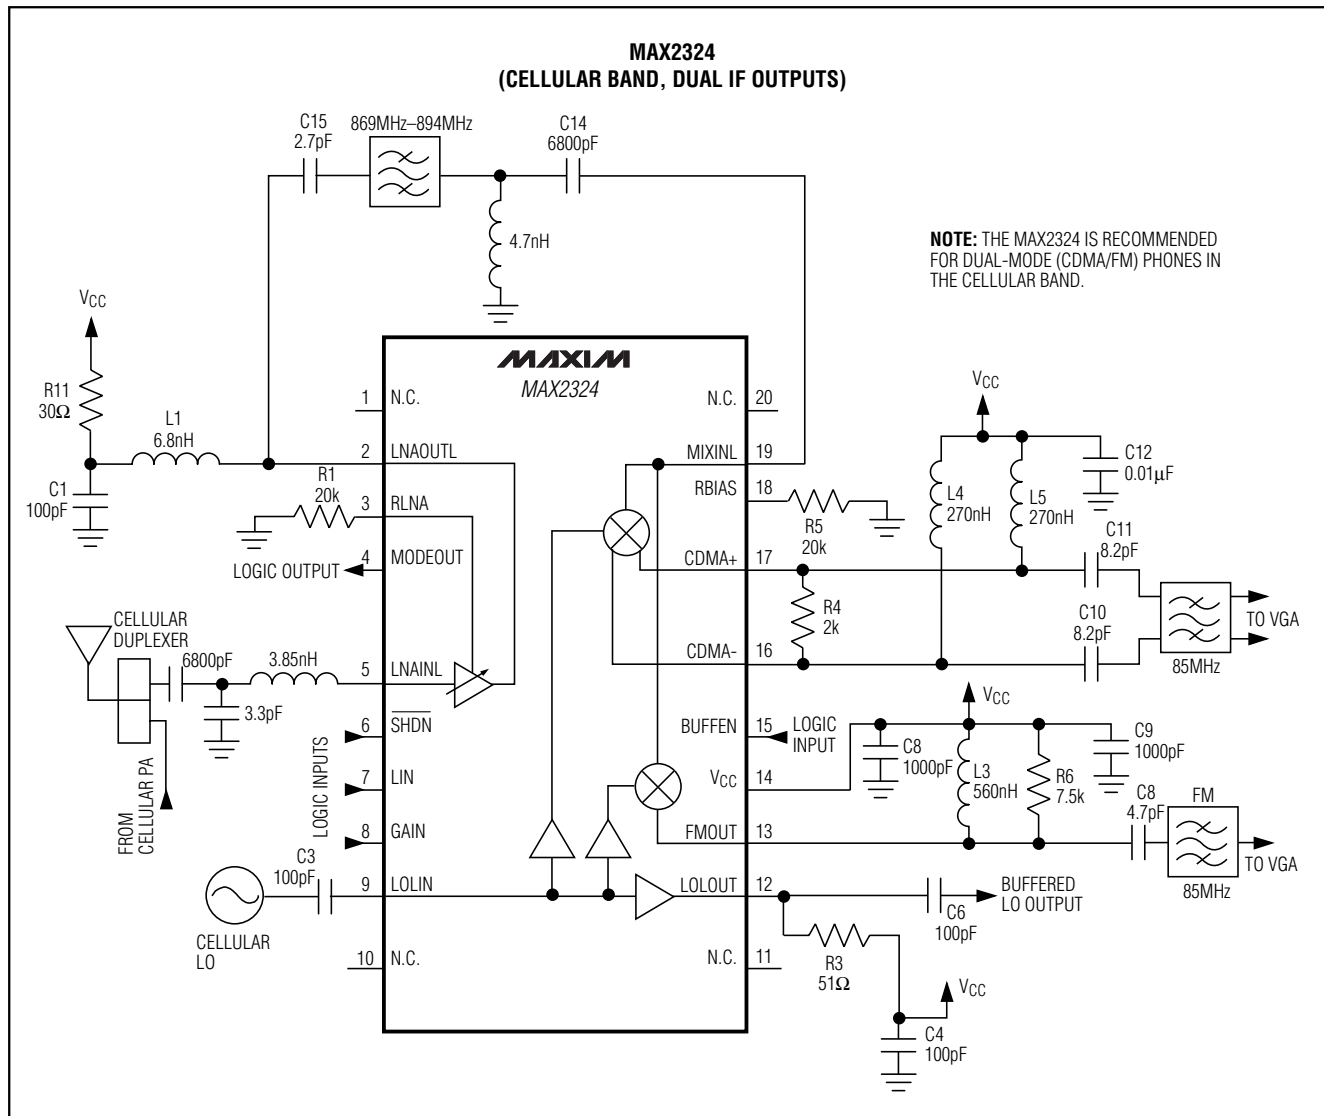 MAX2324
(CELLULAR BAND, DUAL IF OUTPUTS)
C15
2.7pF
869MHz–894MHz
C14
6800pF
4.7nH
NOTE: THE MAX2324 IS RECOMMENDED
FOR DUAL-MODE (CDMA/FM) PHONES IN
THE CELLULAR BAND.
VCC
R11
30Ω
L1
6.8nH
C1
100pF
MAXIM
MAX2324
1
N.C.
2
LNAOUTL
R1
20k
3
RLNA
4
MODEOUT
LOGIC OUTPUT
CELLULAR
DUPLEXER
6800pF
3.85nH
3.3pF
5
LNAINL
6
SHDN
7
LIN
8
GAIN
LOGIC INPUTS
FROM
CELLULAR PA
C3
100pF
9
LOLIN
CELLULAR
LO
10
N.C.
N.C.
20
MIXINL
19
RBIAS
18
R5
20k
CDMA+
17
R4
2k
CDMA-
16
VCC
L4
270nH
L5
270nH
C12
0.01μF
C11
8.2pF
C10
8.2pF
85MHz
TO VGA
BUFFEN
15
LOGIC
INPUT
VCC
14
VCC
C8
1000pF
L3
560nH
R6
7.5k
C9
1000pF
FMOUT
13
C8
4.7pF
FM
85MHz
TO VGA
LOLOUT
12
C6
100pF
BUFFERED
LO OUTPUT
N.C.
11
R3
51Ω
VCC
C4
100pF